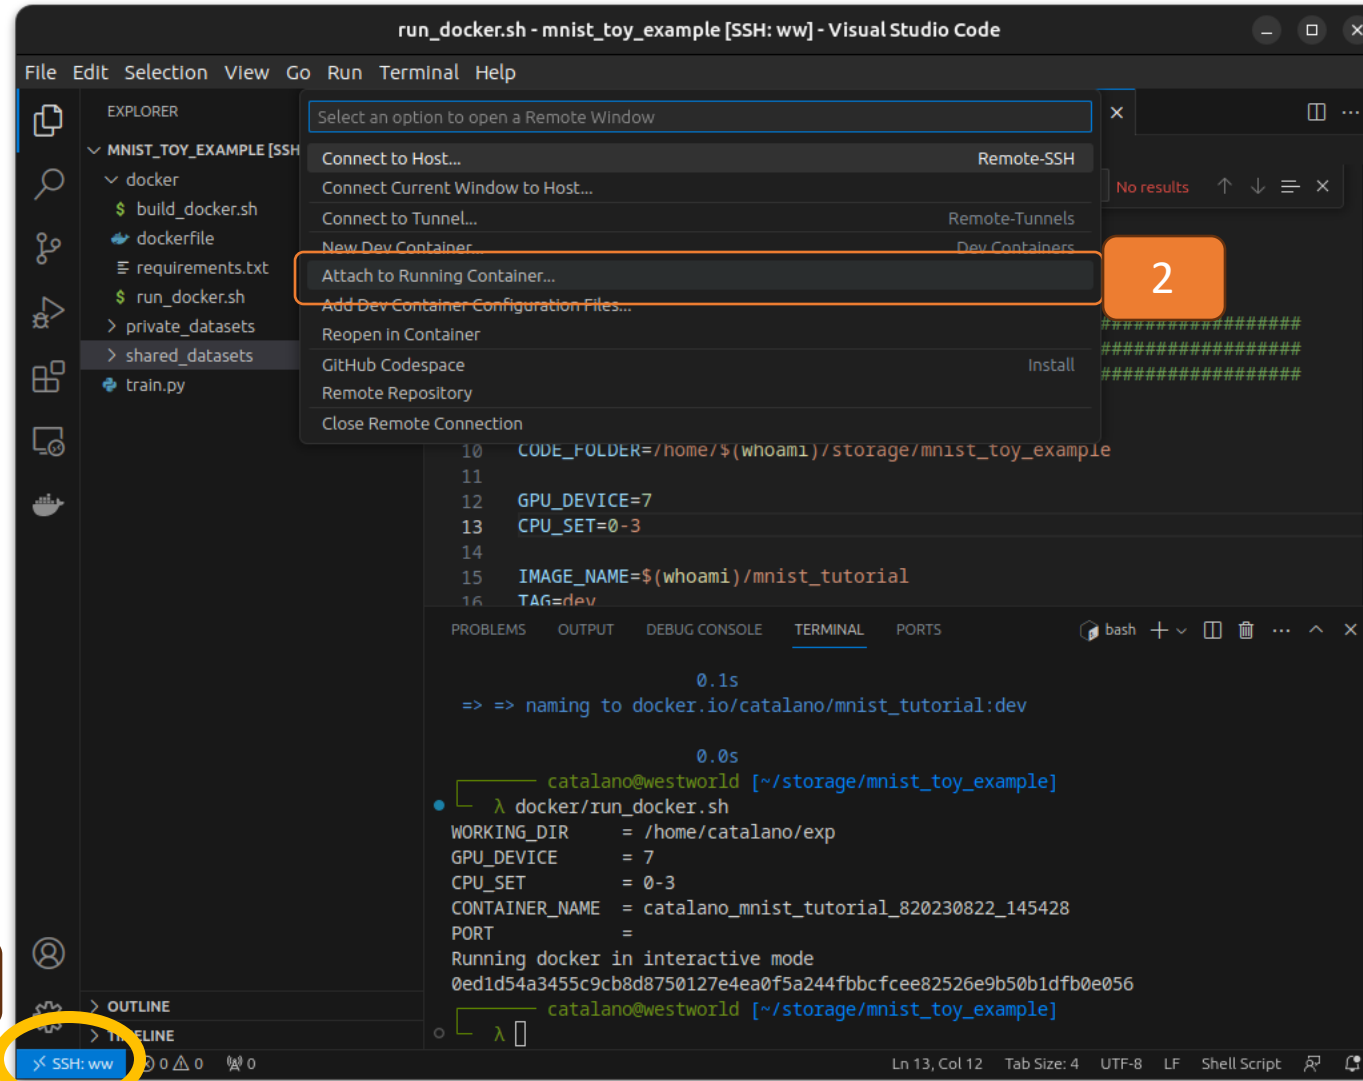 run_docker.sh - mnist_toy_example [SSH: ww] - Visual Studio Code
File Edit Selection View Go Run Terminal Help
EXPLORER
MNIST_TOY_EXAMPLE [SSH
docker
$ build_docker.sh
dockerfile
requirements.txt
$ run_docker.sh
private_datasets
shared_datasets
train.py
Select an option to open a Remote Window
Connect to Host... Remote-SSH
Connect Current Window to Host...
Connect to Tunnel... Remote-Tunnels
New Dev Container... Dev Containers
Attach to Running Container...
Add Dev Container Configuration Files...
Reopen in Container
GitHub Codespace Install
Remote Repository
Close Remote Connection
2
No results
##################
##################
##################
10 CODE_FOLDER=/home/$(whoami)/storage/mnist_toy_example
11
12 GPU_DEVICE=7
13 CPU_SET=0-3
14
15 IMAGE_NAME=$(whoami)/mnist_tutorial
16 TAG=dev
PROBLEMS OUTPUT DEBUG CONSOLE TERMINAL PORTS bash
0.1s
=> => naming to docker.io/catalano/mnist_tutorial:dev
0.0s
catalano@westworld [~/storage/mnist_toy_example]
λ docker/run_docker.sh
WORKING_DIR = /home/catalano/exp
GPU_DEVICE = 7
CPU_SET = 0-3
CONTAINER_NAME = catalano_mnist_tutorial_820230822_145428
PORT =
Running docker in interactive mode
0ed1d54a3455c9cb8d8750127e4ea0f5a244fbbcfcee82526e9b50b1dfb0e056
catalano@westworld [~/storage/mnist_toy_example]
λ
OUTLINE
TIMELINE
SSH: ww 0 0 0 Ln 13, Col 12 Tab Size: 4 UTF-8 LF Shell Script